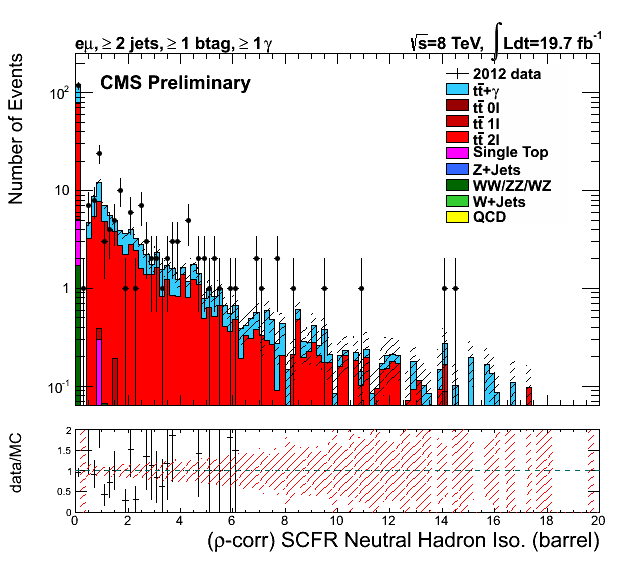 eμ, ≥ 2 jets, ≥ 1 btag, ≥ 1 γ
√s=8 TeV, ∫ Ldt=19.7 fb⁻¹
CMS Preliminary
2012 data
tt̄+γ
tt̄ 0l
tt̄ 1l
tt̄ 2l
Single Top
Z+Jets
WW/ZZ/WZ
W+Jets
QCD
Number of Events
10²
10
1
10⁻¹
data/MC
2
1.5
1
0.5
0
0 2 4 6 8 10 12 14 16 18 20
(ρ-corr) SCFR Neutral Hadron Iso. (barrel)